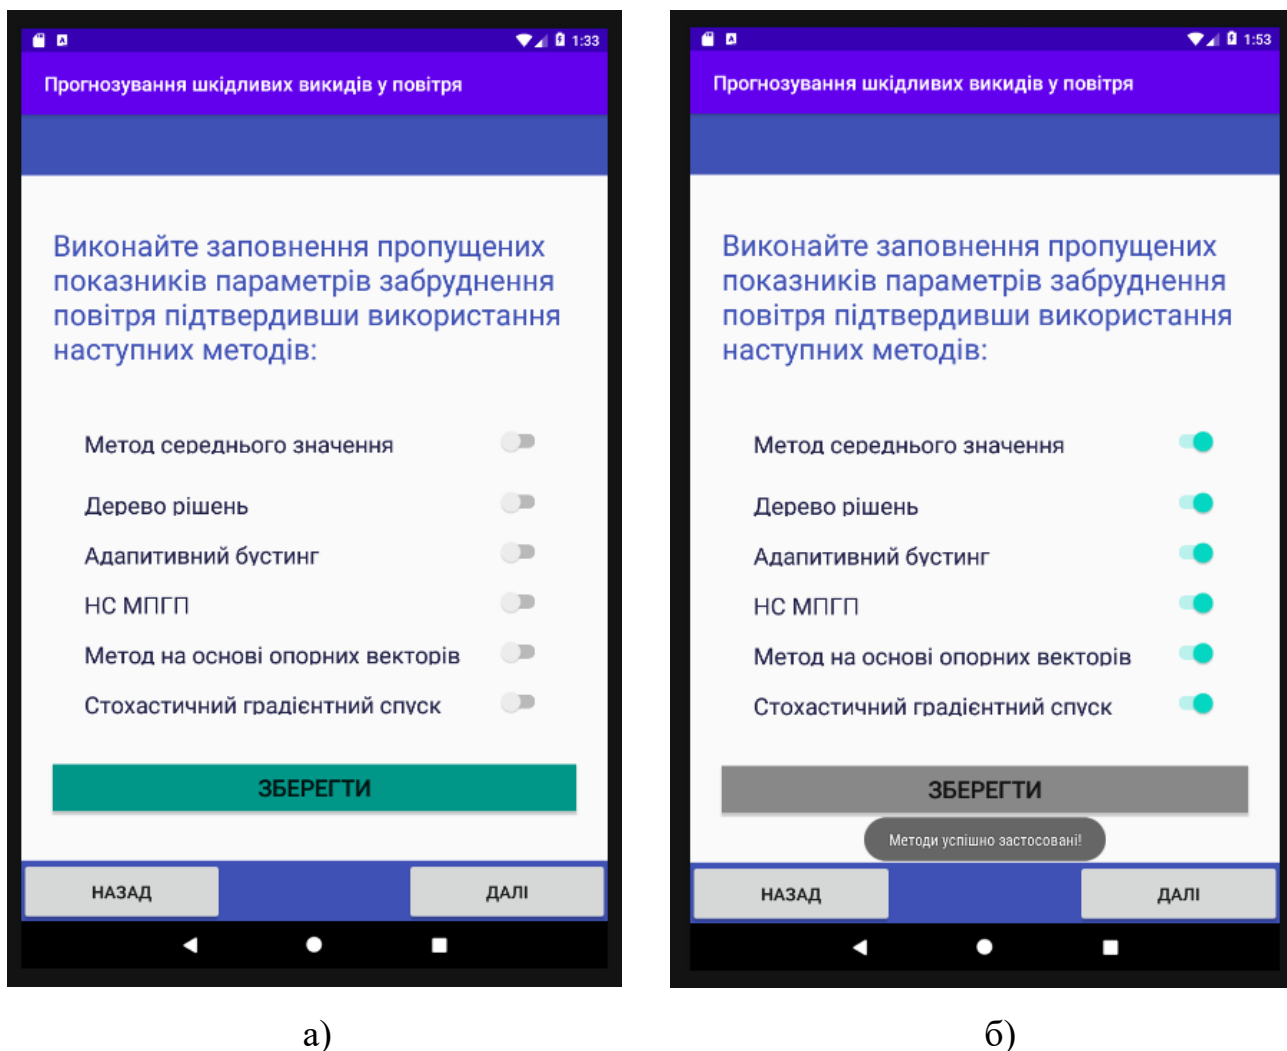 1:33
Прогнозування шкідливих викидів у повітря
Виконайте заповнення пропущених
показників параметрів забруднення
повітря підтвердивши використання
наступних методів:
Метод середнього значення
Дерево рішень
Адапитивний бустинг
НС МПГП
Метод на основі опорних векторів
Стохастичний градієнтний спуск
ЗБЕРЕГТИ
НАЗАД
ДАЛІ
а)
1:53
Прогнозування шкідливих викидів у повітря
Виконайте заповнення пропущених
показників параметрів забруднення
повітря підтвердивши використання
наступних методів:
Метод середнього значення
Дерево рішень
Адапитивний бустинг
НС МПГП
Метод на основі опорних векторів
Стохастичний градієнтний спуск
ЗБЕРЕГТИ
Методи успішно застосовані!
НАЗАД
ДАЛІ
б)